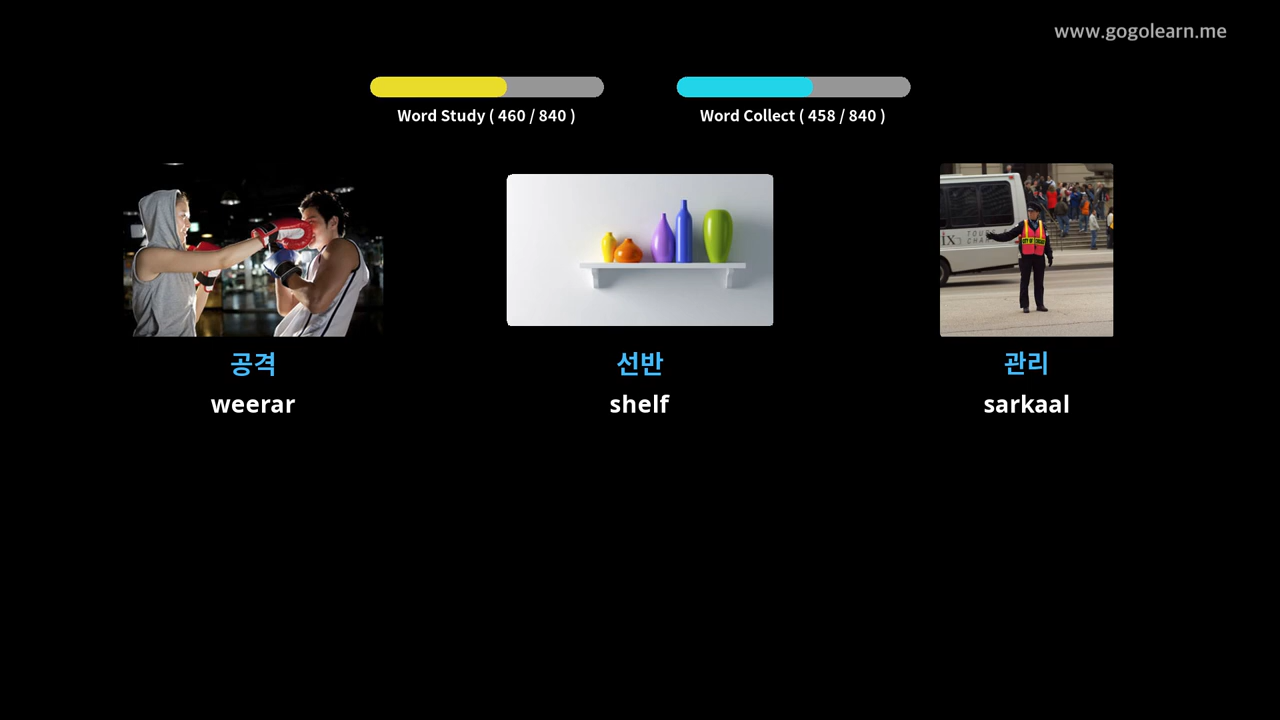 www.gogolearn.me
Word Study ( 460 / 840 )
Word Collect ( 458 / 840 )
공격
선반
관리
weerar
shelf
sarkaal